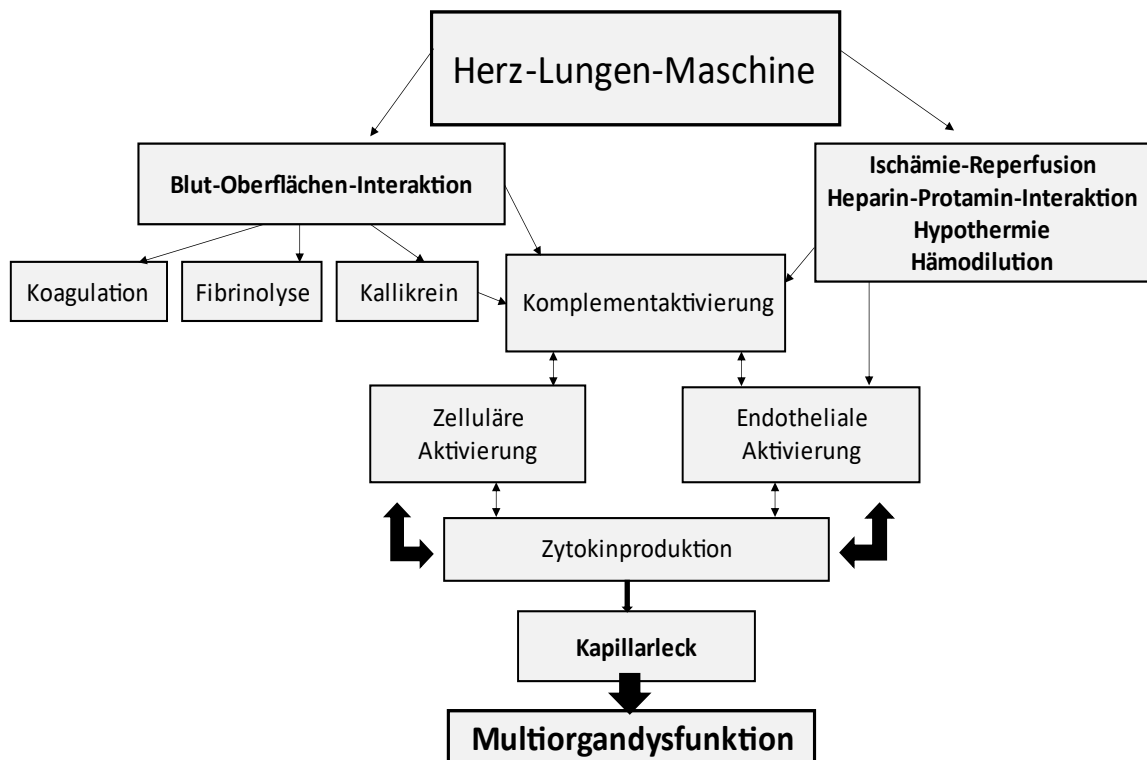 Herz-Lungen-Maschine
Blut-Oberflächen-Interaktion
Ischämie-Reperfusion
Heparin-Protamin-Interaktion
Hypothermie
Hämodilution
Koagulation
Fibrinolyse
Kallikrein
Komplementaktivierung
Zelluläre
Aktivierung
Endotheliale
Aktivierung
Zytokinproduktion
Kapillarleck
Multiorgandysfunktion